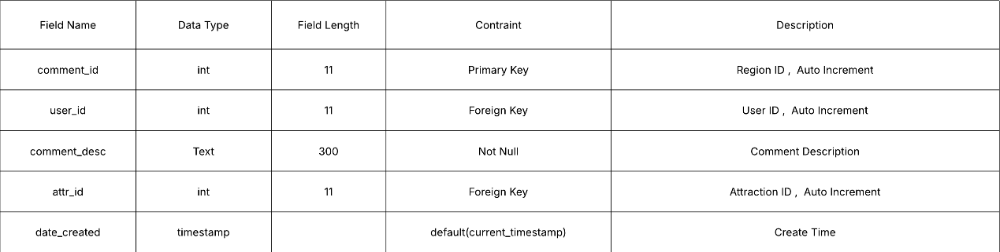 Field Name Data Type Field Length Contraint Description
comment_id int 11 Primary Key Region ID ,  Auto Increment
user_id int 11 Foreign Key User ID ,  Auto Increment
comment_desc Text 300 Not Null Comment Description
attr_id int 11 Foreign Key Attraction ID ,  Auto Increment
date_created timestamp default(current_timestamp) Create Time